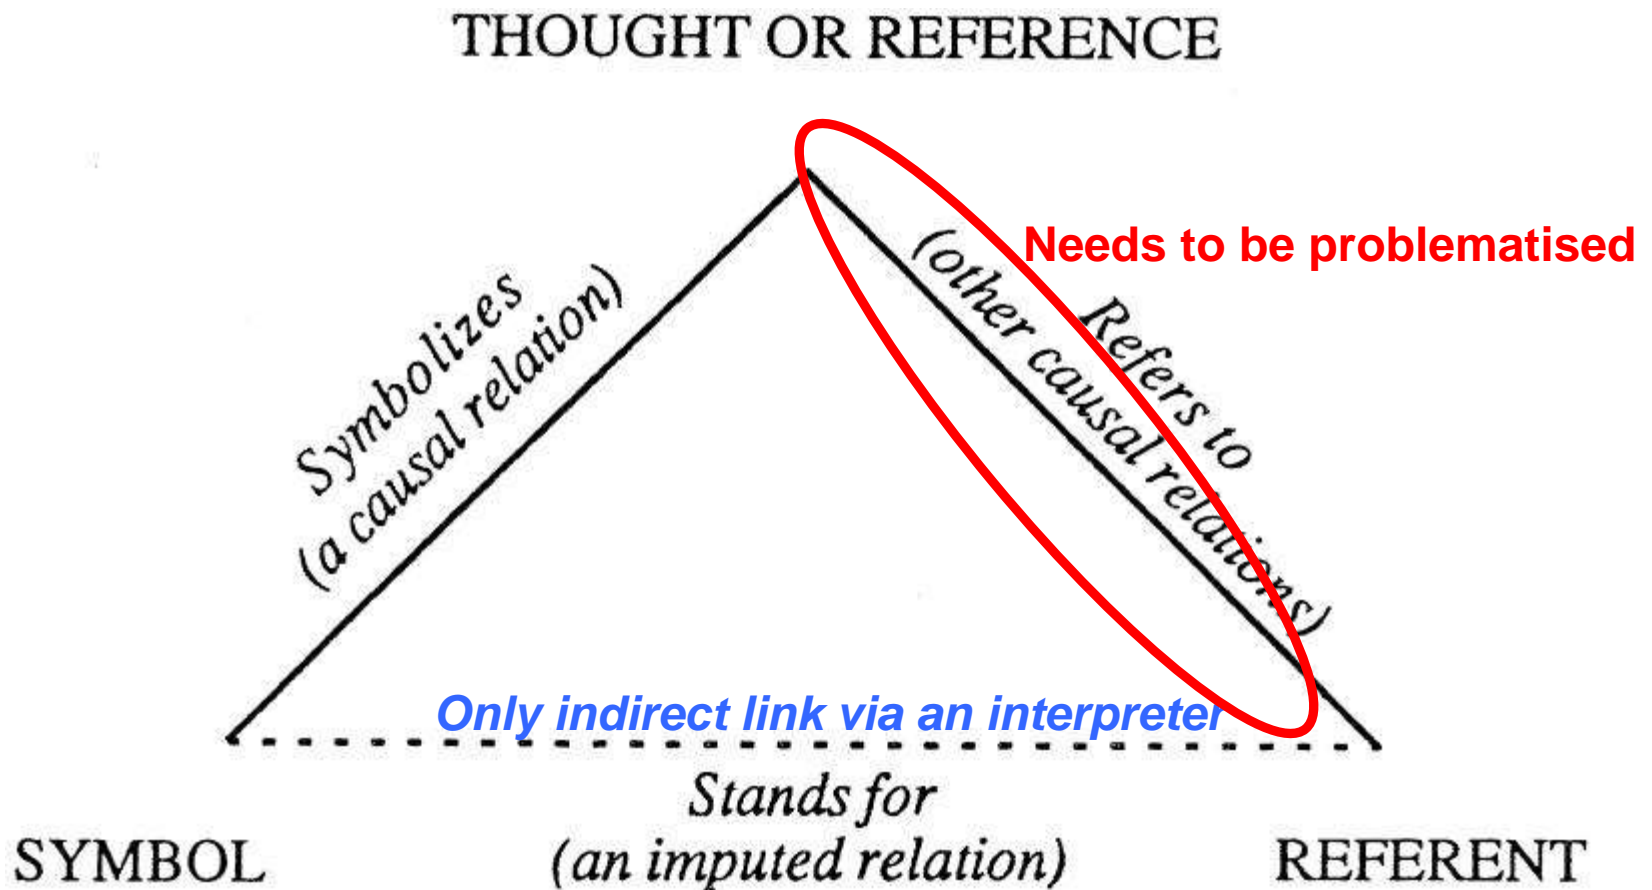 THOUGHT OR REFERENCE
Needs to be problematised
Symbolizes
(a causal relation)
Refers to
(other causal relations)
Only indirect link via an interpreter
Stands for
(an imputed relation)
SYMBOL
REFERENT